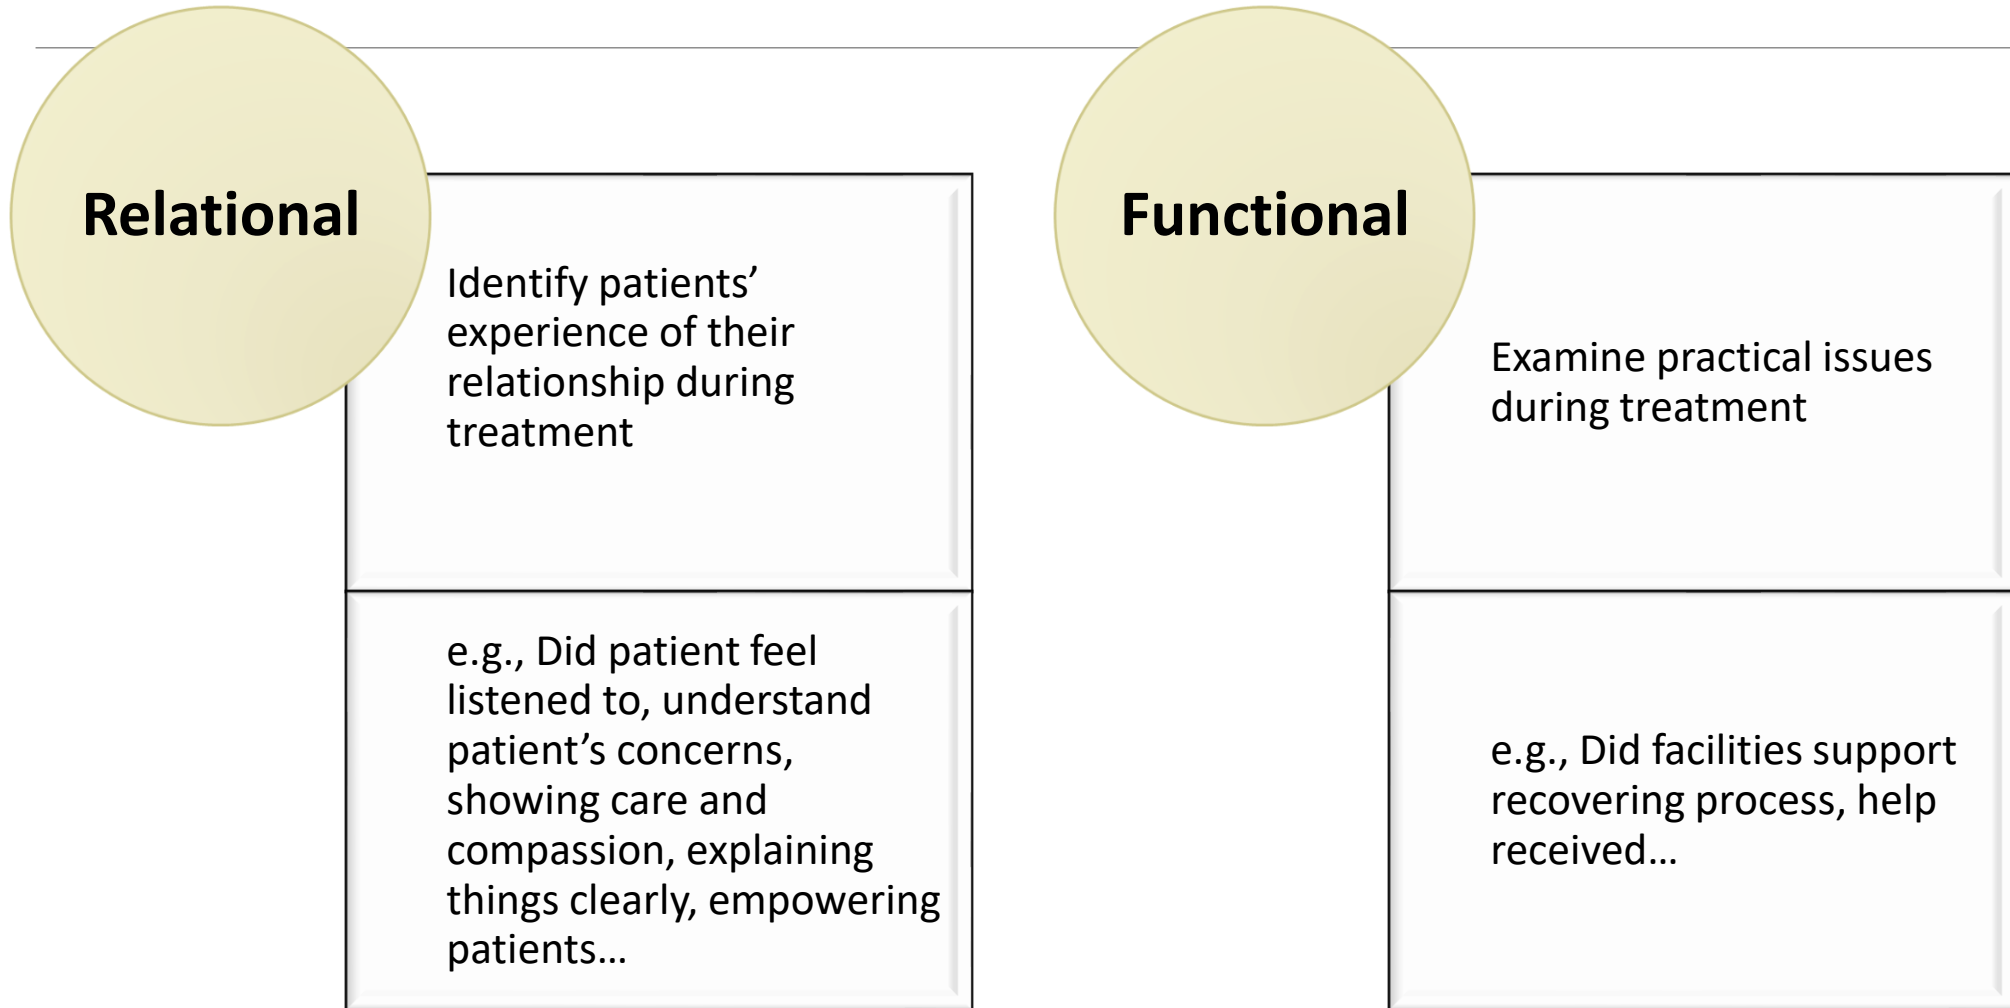 Relational
Identify patients’
experience of their
relationship during
treatment
e.g., Did patient feel
listened to, understand
patient’s concerns,
showing care and
compassion, explaining
things clearly, empowering
patients…
Functional
Examine practical issues
during treatment
e.g., Did facilities support
recovering process, help
received…